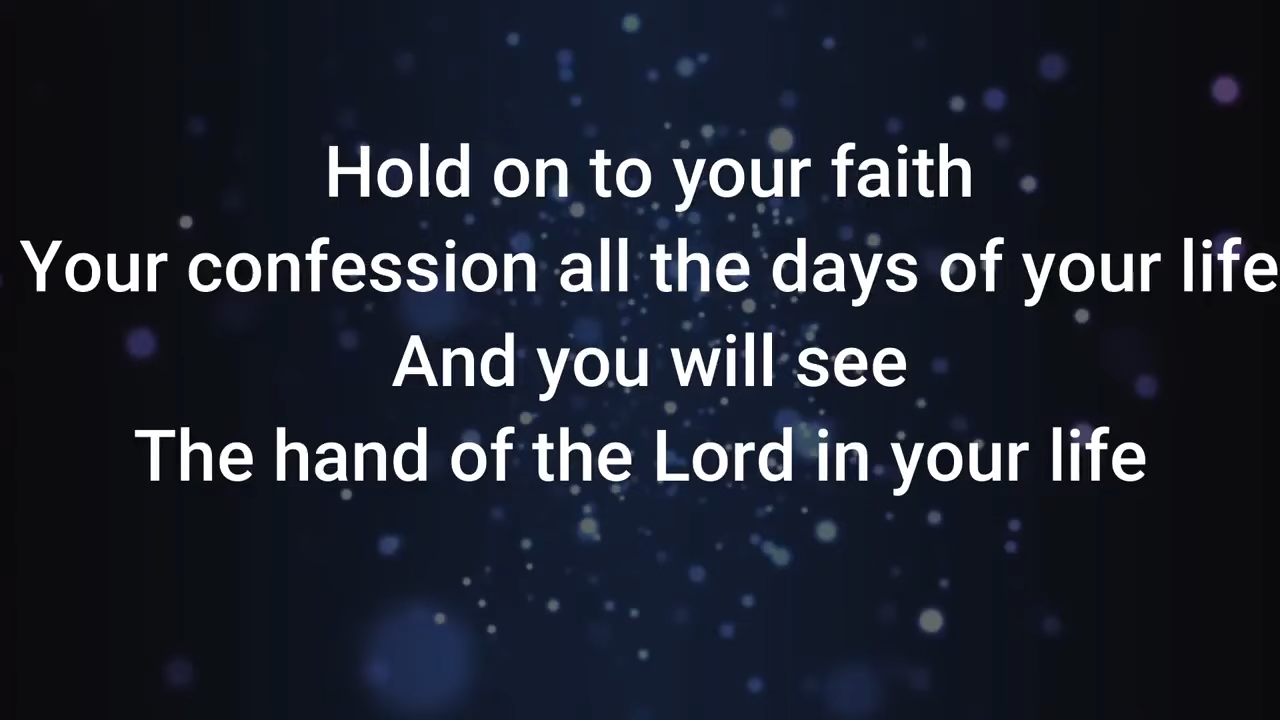 Hold on to your faith
Your confession all the days of your life
And you will see
The hand of the Lord in your life